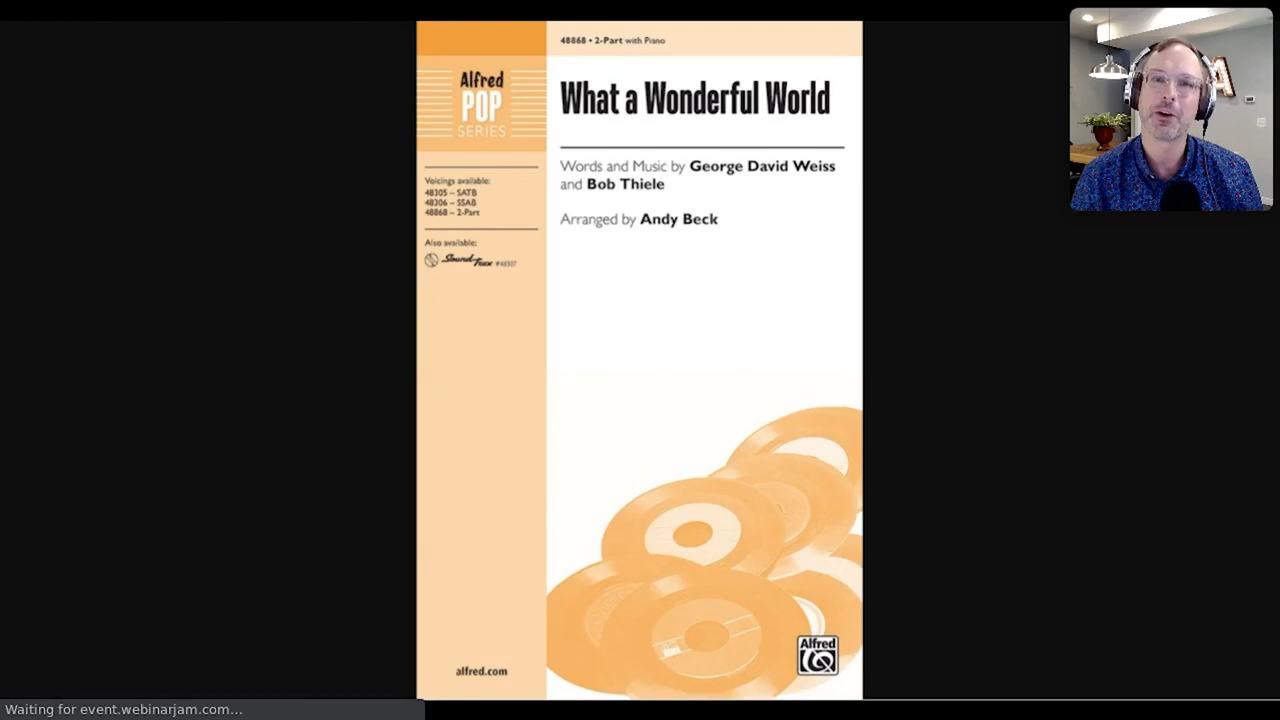 48868 • 2-Part with Piano
Alfred
POP
SERIES
What a Wonderful World
Words and Music by George David Weiss
and Bob Thiele
Arranged by Andy Beck
Voicings available:
48305 – SATB
48306 – SSAB
48868 – 2-Part
Also available:
SoundTrax #48307
alfred.com
Alfred
A
Waiting for event.webinarjam.com…